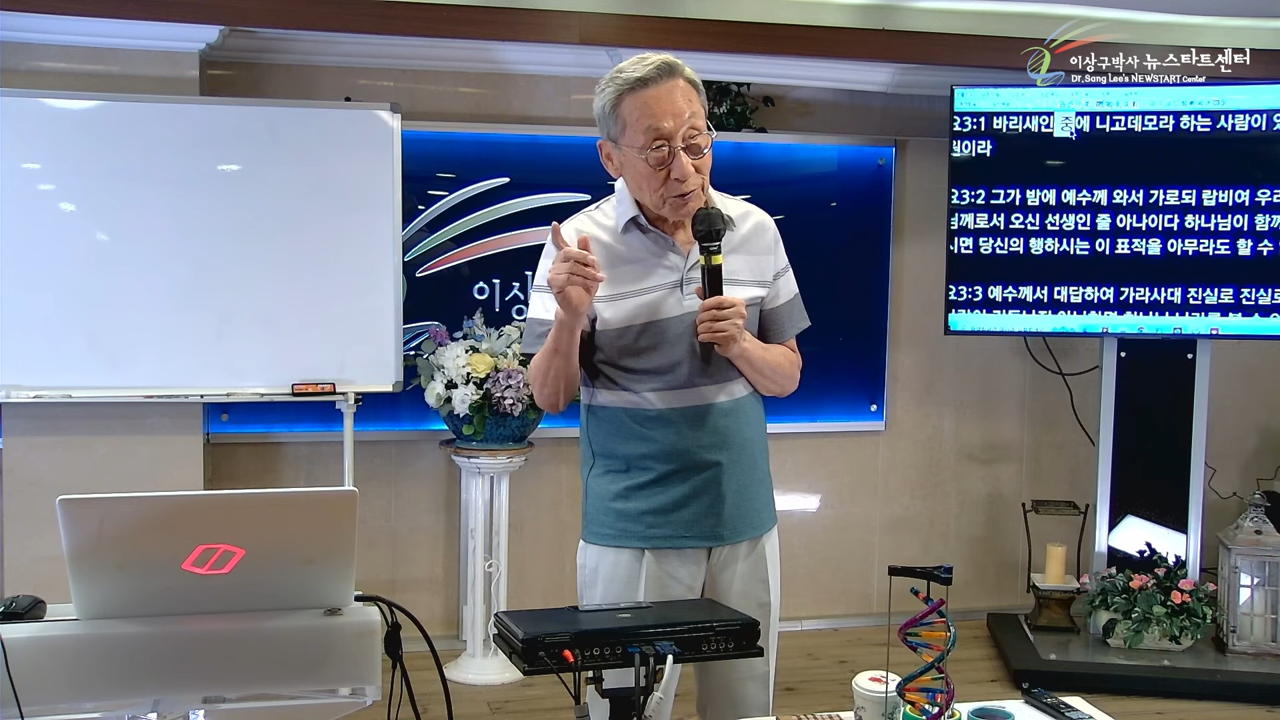 이상구박사 뉴스타트센터
Dr. Sang Lee's NEWSTART Center
요3:1 바리새인 중에 니고데모라 하는 사람이
원이라
요3:2 그가 밤에 예수께 와서 가로되 랍비여 우리
님께로서 오신 선생인 줄 아나이다 하나님이 함께
시면 당신의 행하시는 이 표적을 아무라도 할 수
요3:3 예수께서 대답하여 가라사대 진실로 진실로
이상